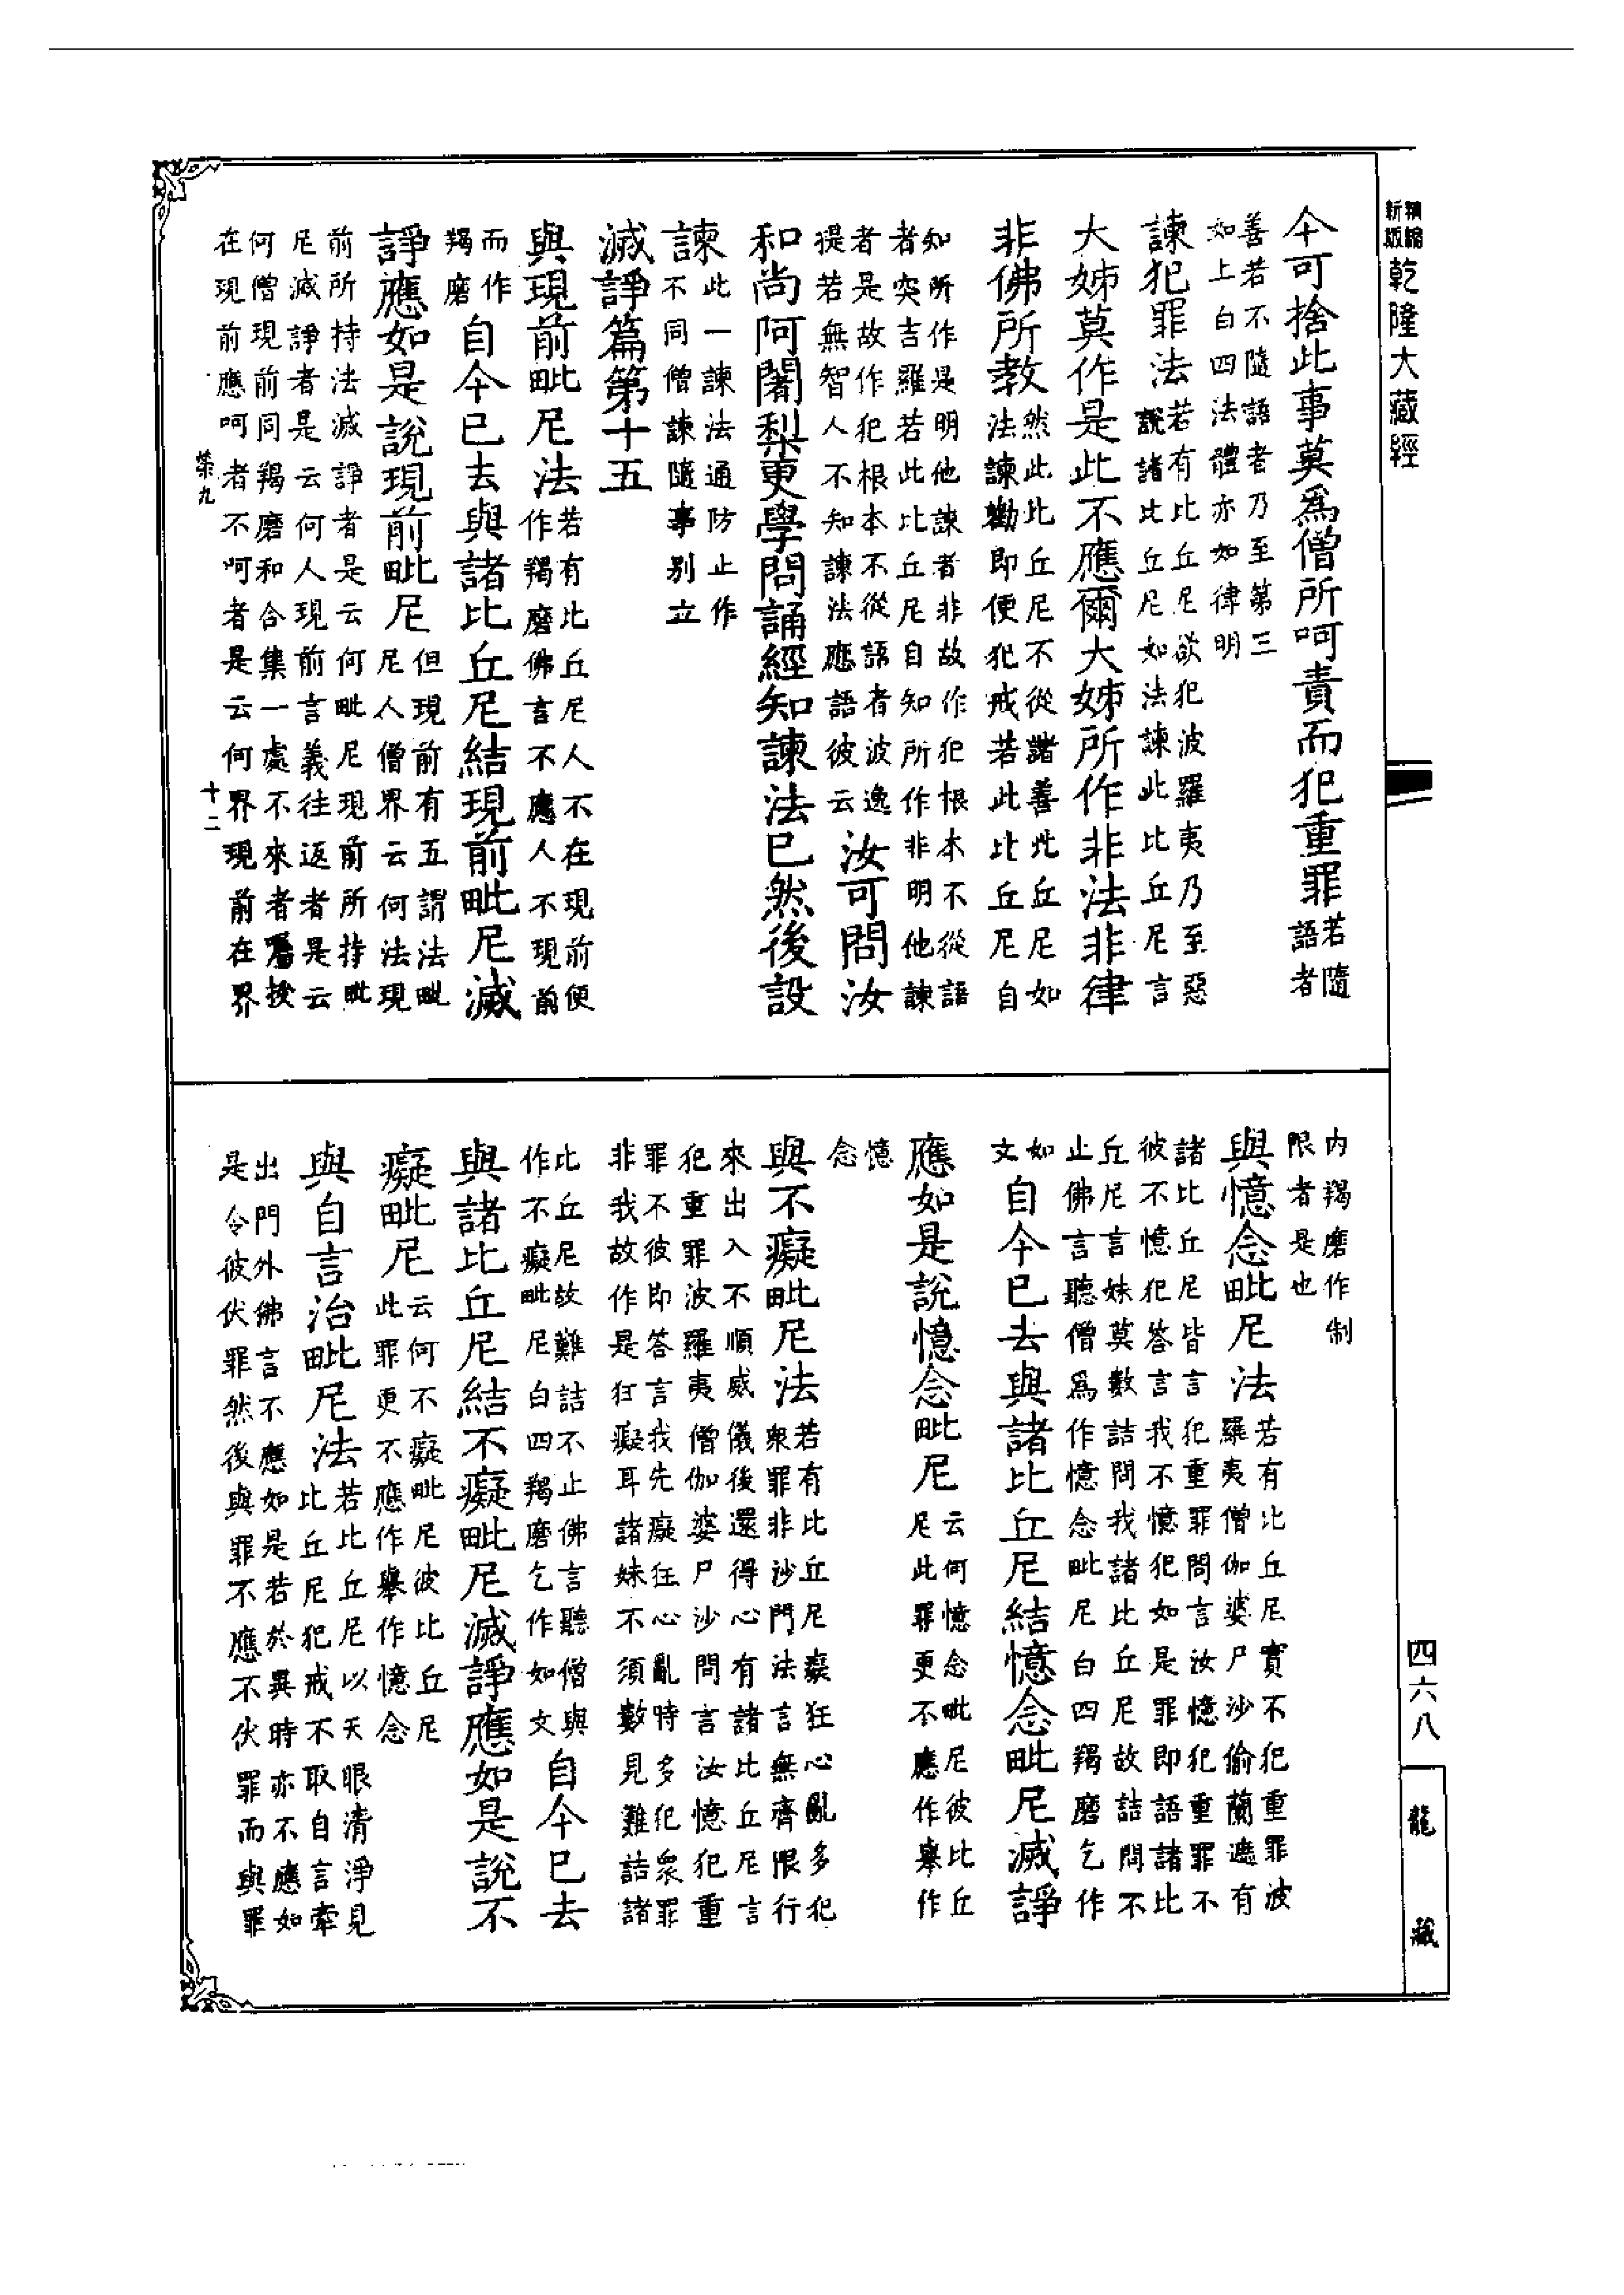 精縮新版 乾隆大藏經
今可捨此事莫爲僧所呵責而犯重罪若隨語者
善若不隨語者乃至第三如上白四法體亦如律明
諫犯罪法若有比丘尼欲犯波羅夷乃至惡說諸比丘尼如法諫此比丘尼言
大姊莫作是此不應爾大姊所作非法非律
非佛所教然此比丘尼不從諸善此丘尼如法諫勸即便犯戒若此比丘尼自
知所作是明他諫者非故作犯根本不從語者突吉羅若此比丘尼自知所作非明他諫
者是故作犯根本不從語者波逸提若無智人不知諫法應語彼云汝可問汝
和尚阿闍梨更學問誦經知諫法已然後設
諫此一諫法通防止作不同僧諫隨事別立
滅諍篇第十五
與現前毗尼法若有比丘尼人不在現前便作羯磨佛言不應人不現前
而作羯磨自今已去與諸比丘尼結現前毗尼滅
諍應如是說現前毗尼但現前有五謂法毗尼人僧界云何法現
前所持法滅諍者是云何毗尼現前所持毗尼滅諍者是云何人現前言義往返者是云
何僧現前同羯磨和合集一處不來者囑授在現前應呵者不呵者是云何界現前在界
榮九 十二
内羯磨作制限者是也
與憶念毗尼法若有比丘尼實不犯重罪波羅夷僧伽婆尸沙偷蘭遮有
諸比丘尼皆言犯重罪問言汝憶犯重罪不彼不憶犯答言我不憶犯如是罪即語諸比
丘尼言妹莫數詰問我諸比丘尼故詰問不止佛言聽僧爲作憶念毗尼白四羯磨乞作
如文自今已去與諸比丘尼結憶念毗尼滅諍
應如是說憶念毗尼云何憶念毗尼彼比丘尼此罪更不應作舉作
憶念
與不癡毗尼法若有比丘尼癡狂心亂多犯衆罪非沙門法言無齊限行
來出入不順威儀後還得心有諸比丘尼言犯重罪波羅夷僧伽婆尸沙問言汝憶犯重
罪不彼即答言我先癡狂心亂時多犯衆罪非我故作是狂癡耳諸妹不須數見難詰諸
比丘尼故難詰不止佛言聽僧與作不癡毗尼白四羯磨乞作如文自今已去
與諸比丘尼結不癡毗尼滅諍應如是說不
癡毗尼云何不癡毗尼彼比丘尼此罪更不應作舉作憶念
與自言治毗尼法若比丘尼以天眼清淨見比丘尼犯戒不取自言牽
出門外佛言不應如是若於異時亦不應如是令彼伏罪然後與罪不應不伏罪而與罪
四六八
龍藏